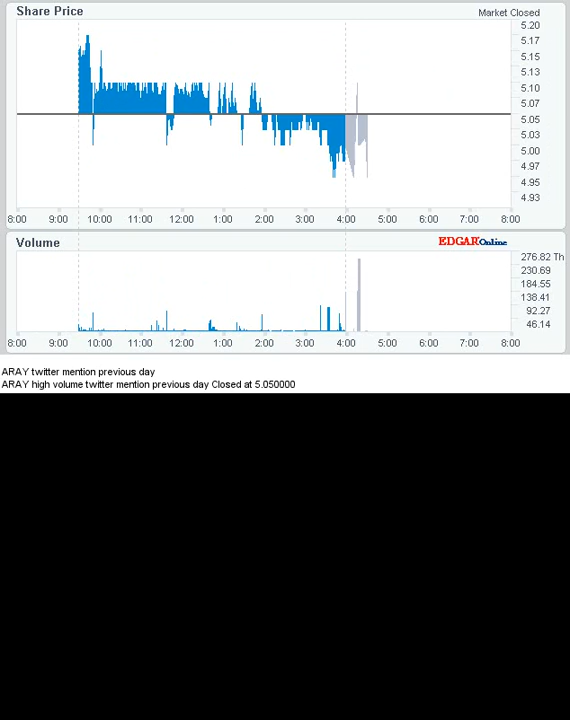 Share Price
Market Closed
5.20
5.17
5.15
5.13
5.10
5.07
5.05
5.03
5.00
4.97
4.95
4.93
8:00 9:00 10:00 11:00 12:00 1:00 2:00 3:00 4:00 5:00 6:00 7:00 8:00
Volume
EDGAROnline
276.82 Th
230.69
184.55
138.41
92.27
46.14
8:00 9:00 10:00 11:00 12:00 1:00 2:00 3:00 4:00 5:00 6:00 7:00 8:00
ARAY twitter mention previous day
ARAY high volume twitter mention previous day Closed at 5.050000